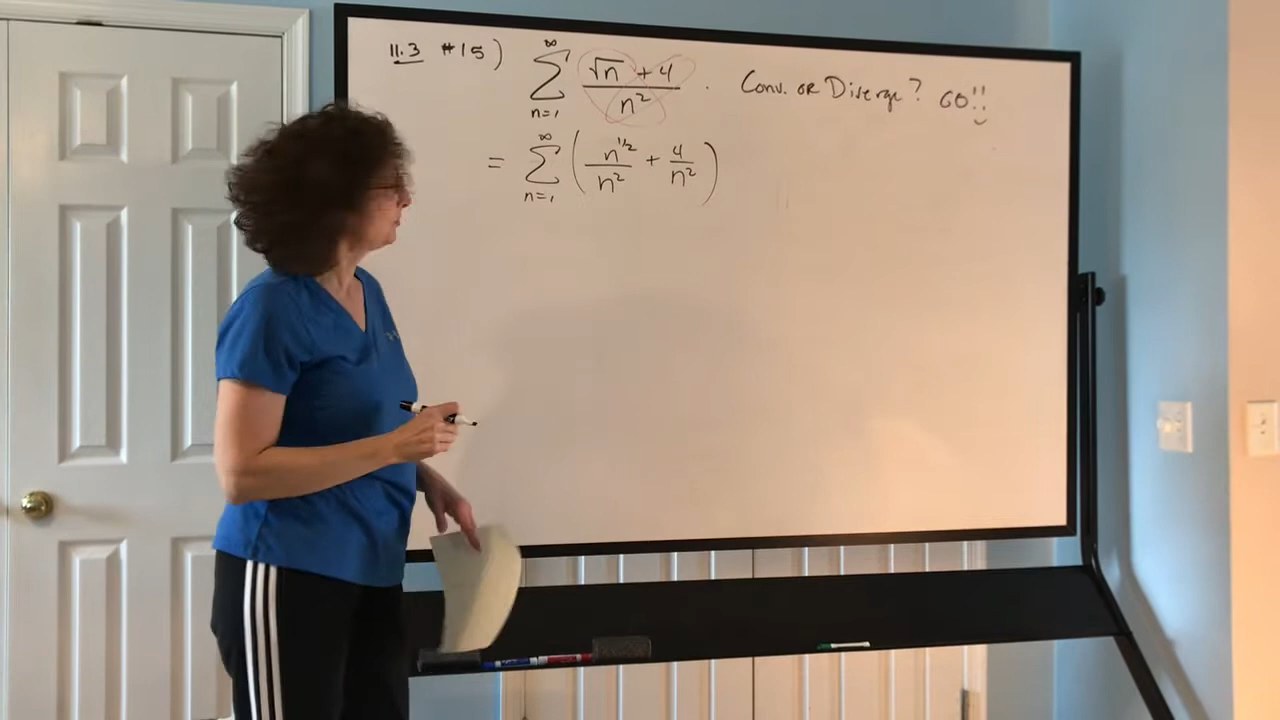 11.3 #15) ∞ ∑ n=1 √n + 4 / n² . Conv. or Diverge? GO!!
= ∞ ∑ n=1 ( n^1/2 / n² + 4 / n² )